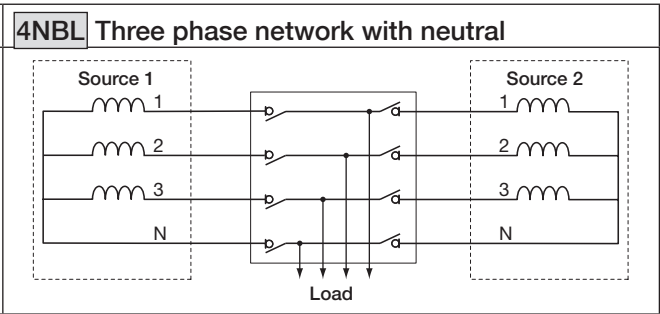 4NBL Three phase network with neutral
Source 1 Source 2
1 1
2 2
3 3
N N
Load